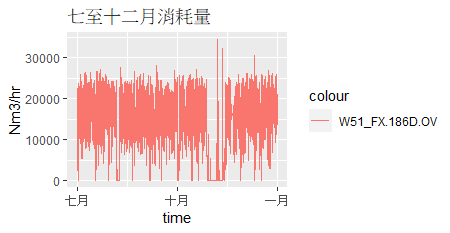 七至十二月消耗量
Nm3/hr
30000
20000
10000
0
七月
十月
一月
time
colour
W51_FX.186D.OV